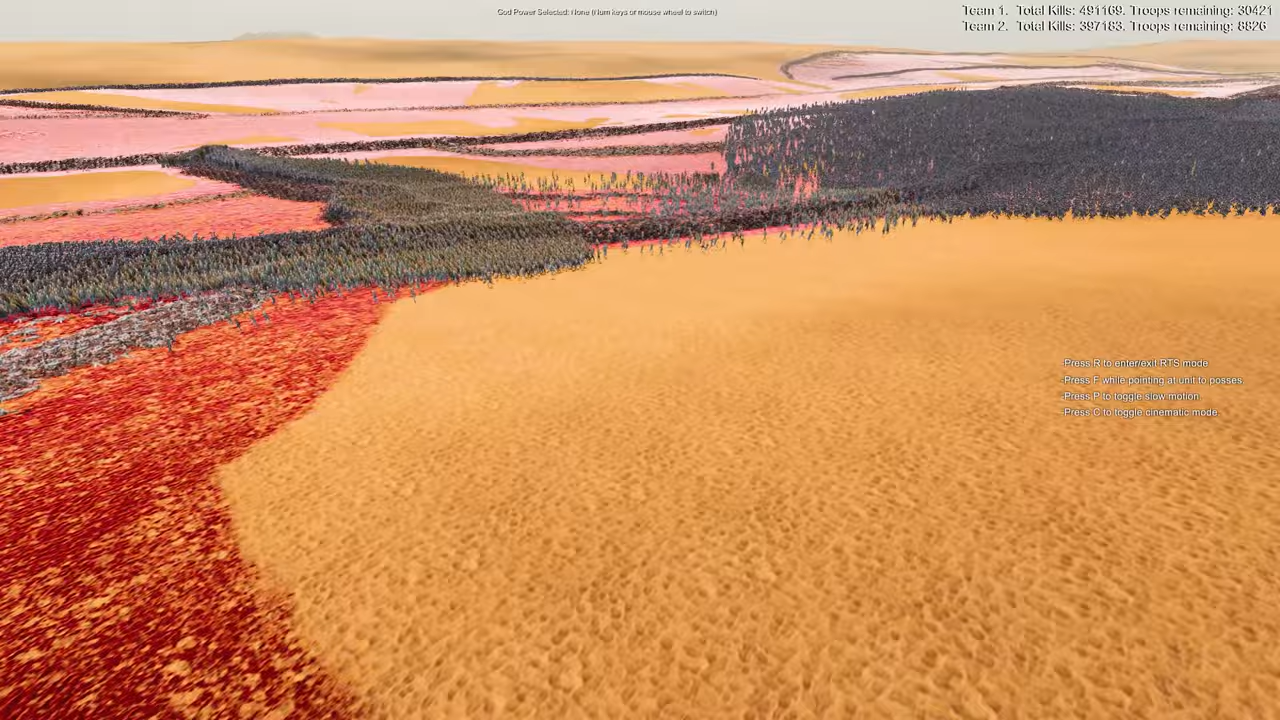 God Power Selected: None (Num keys or mouse wheel to switch)
Team 1. Total Kills: 491169. Troops remaining: 30421
Team 2. Total Kills: 397183. Troops remaining: 8826
-Press R to enter/exit RTS mode
-Press F while pointing at unit to posses.
-Press P to toggle slow motion.
-Press C to toggle cinematic mode.